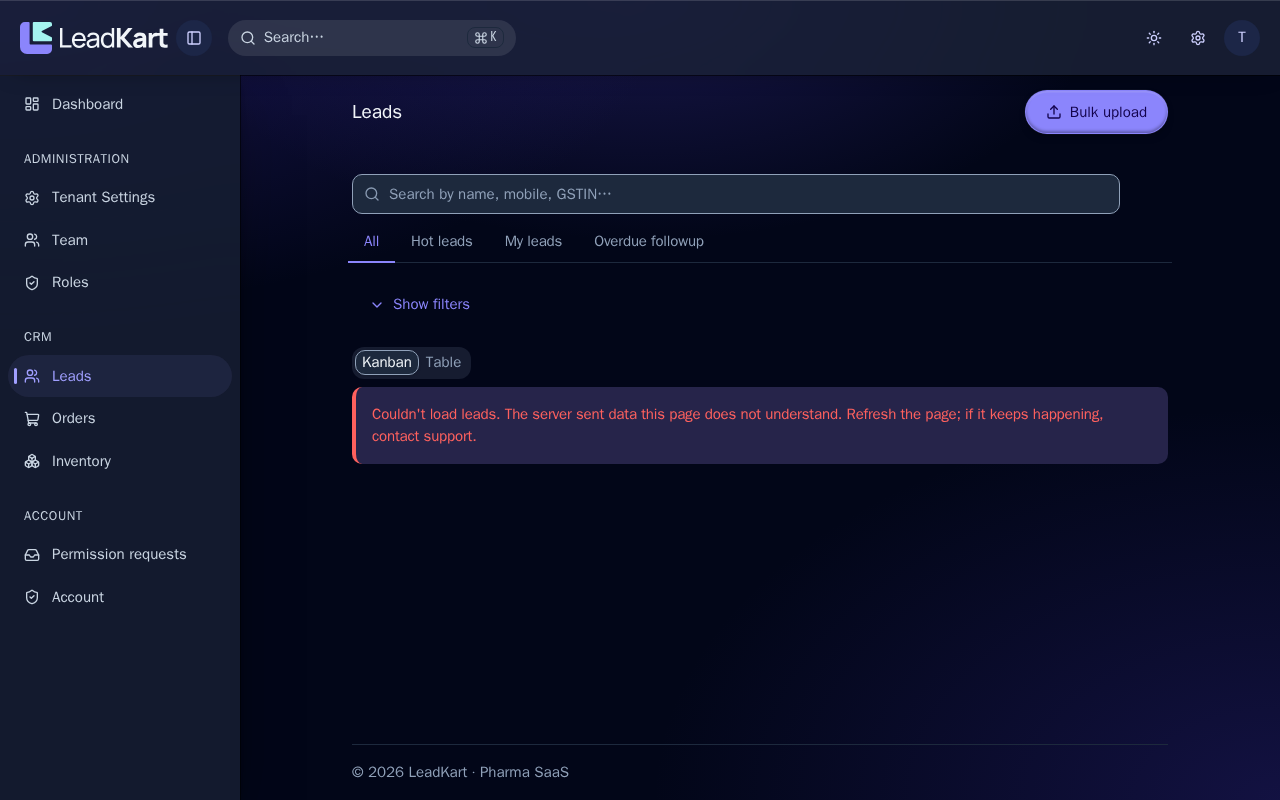 LeadKart
Search…
⌘K
T
Dashboard
ADMINISTRATION
Tenant Settings
Team
Roles
CRM
Leads
Orders
Inventory
ACCOUNT
Permission requests
Account
Leads
Bulk upload
Search by name, mobile, GSTIN…
All Hot leads My leads Overdue followup
Show filters
Kanban Table
Couldn't load leads. The server sent data this page does not understand. Refresh the page; if it keeps happening,
contact support.
© 2026 LeadKart · Pharma SaaS